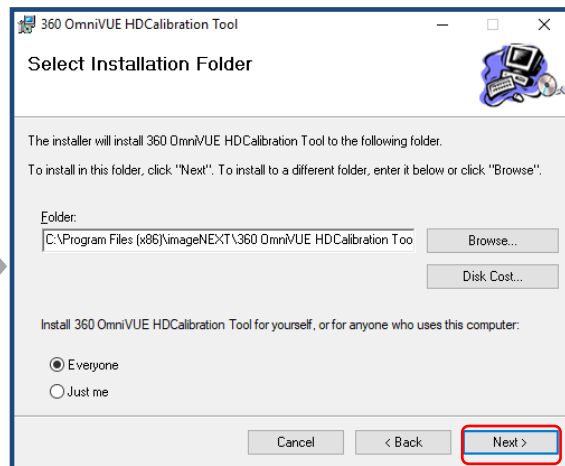 360 OmniVUE HDCalibration Tool
Select Installation Folder
The installer will install 360 OmniVUE HDCalibration Tool to the following folder.
To install in this folder, click "Next". To install to a different folder, enter it below or click "Browse".
Folder:
C:\Program Files (x86)\imageNEXT\360 OmniVUE HDCalibration Too
Browse...
Disk Cost...
Install 360 OmniVUE HDCalibration Tool for yourself, or for anyone who uses this computer:
Everyone
Just me
Cancel
< Back
Next >